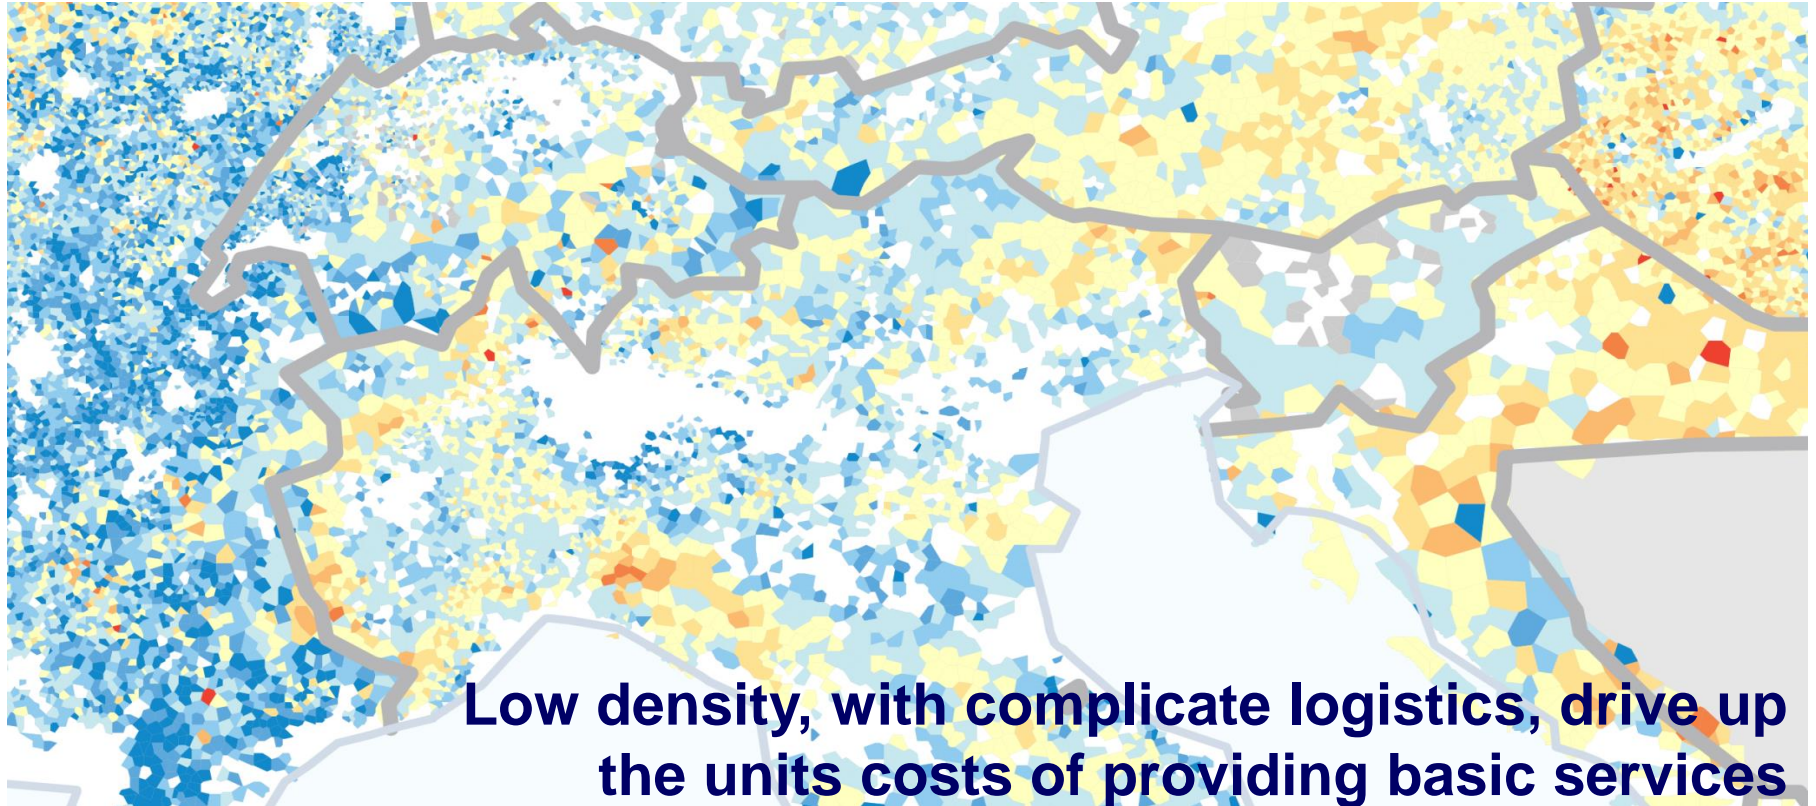 Low density, with complicate logistics, drive up
the units costs of providing basic services